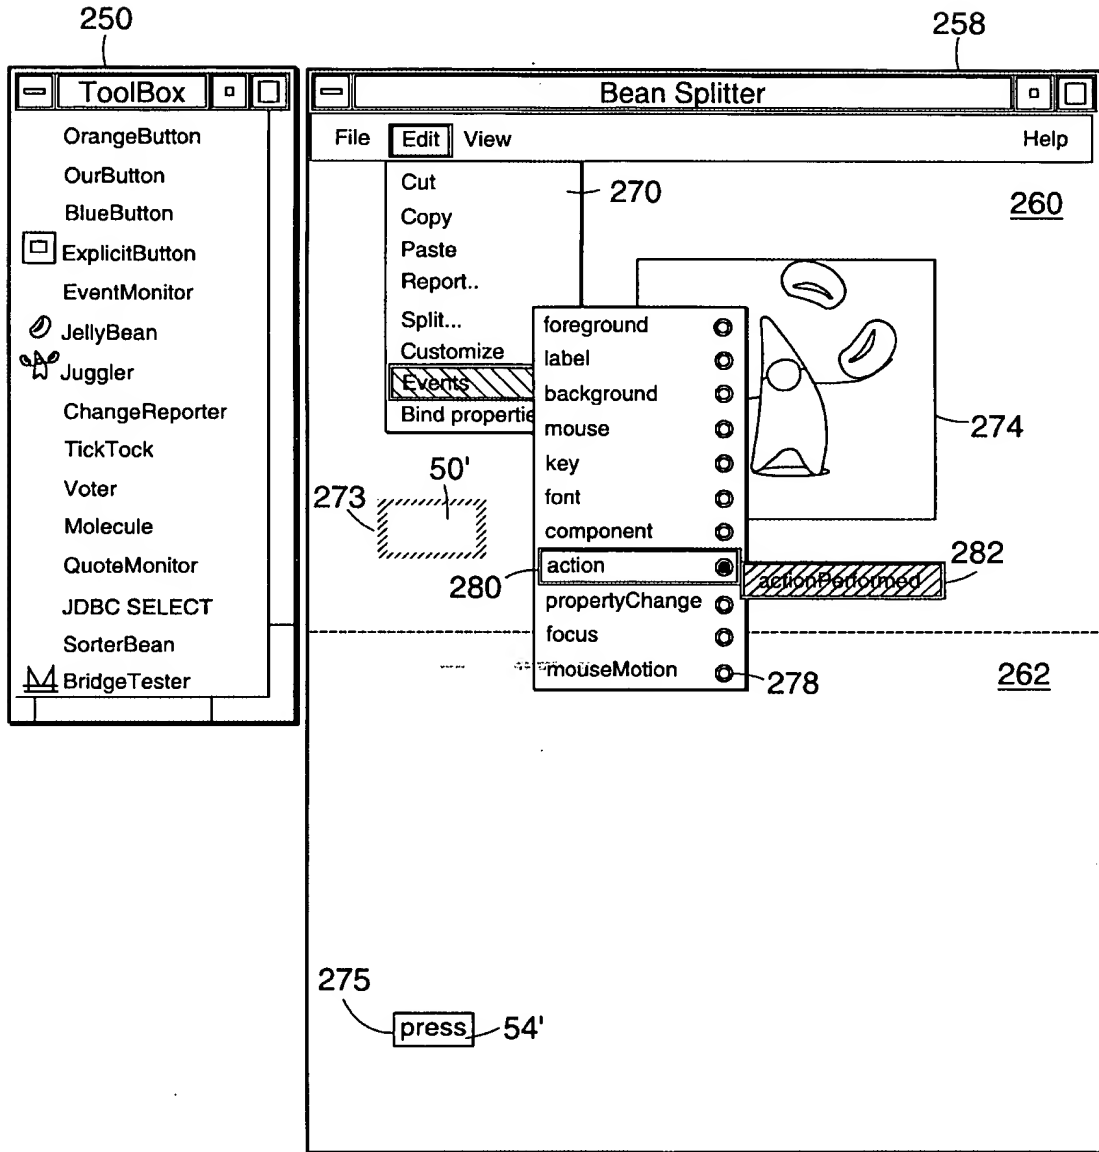 250
258
ToolBox
OrangeButton
OurButton
BlueButton
ExplicitButton
EventMonitor
JellyBean
Juggler
ChangeReporter
TickTock
Voter
Molecule
QuoteMonitor
JDBC SELECT
SorterBean
BridgeTester
Bean Splitter
File Edit View Help
Cut
Copy
Paste
Report..
Split...
Customize
Events
Bind propertie
270
260
foreground
label
background
mouse
key
font
component
action
propertyChange
focus
mouseMotion
274
50'
273
280
actionPerformed
282
278
262
275
press
54'